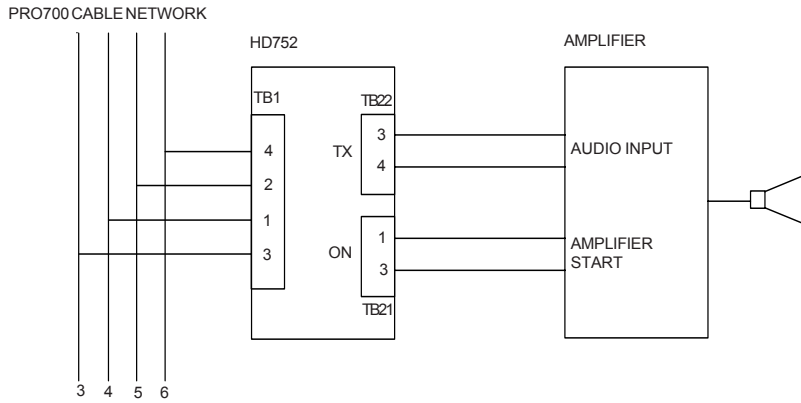 PRO700 CABLE NETWORK
HD752
AMPLIFIER
TB1
TB22
4
2
1
3
TX
3
4
AUDIO INPUT
ON
1
3
TB21
AMPLIFIER
START
3 4 5 6